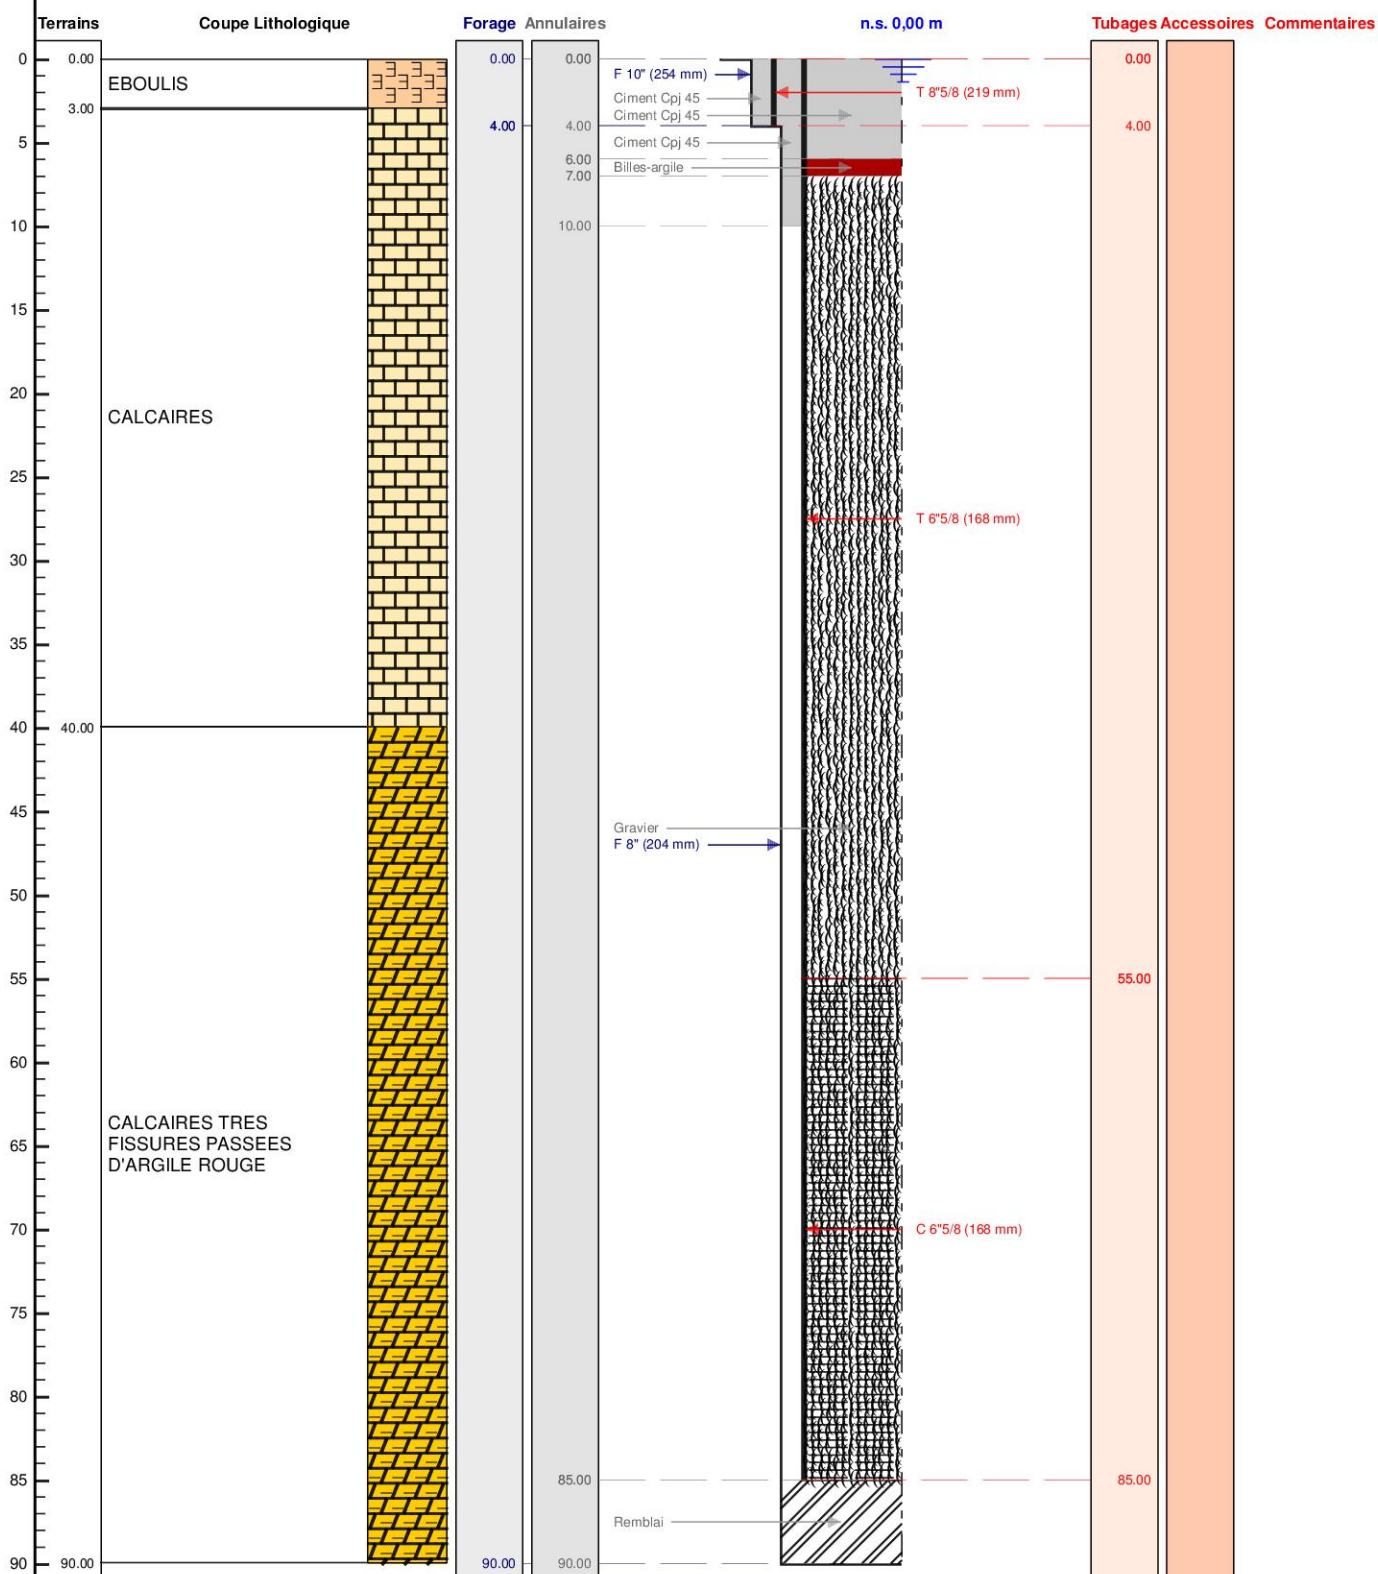 Terrains Coupe Lithologique Forage Annulaires n.s. 0,00 m Tubages Accessoires Commentaires
0 0.00 0.00 0.00 0.00
F 10" (254 mm)
EBOULIS
T 8"5/8 (219 mm)
Ciment Cpj 45
3.00
Ciment Cpj 45
4.00 4.00 4.00
5 Ciment Cpj 45
6.00
Billes-argile
7.00
10 10.00
15
20
CALCAIRES
25
T 6"5/8 (168 mm)
30
35
40 40.00
45
Gravier
F 8" (204 mm)
50
55 55.00
60
CALCAIRES TRES
FISSURES PASSEES
D'ARGILE ROUGE
65
70 C 6"5/8 (168 mm)
75
80
85 85.00 85.00
Remblai
90 90.00 90.00 90.00